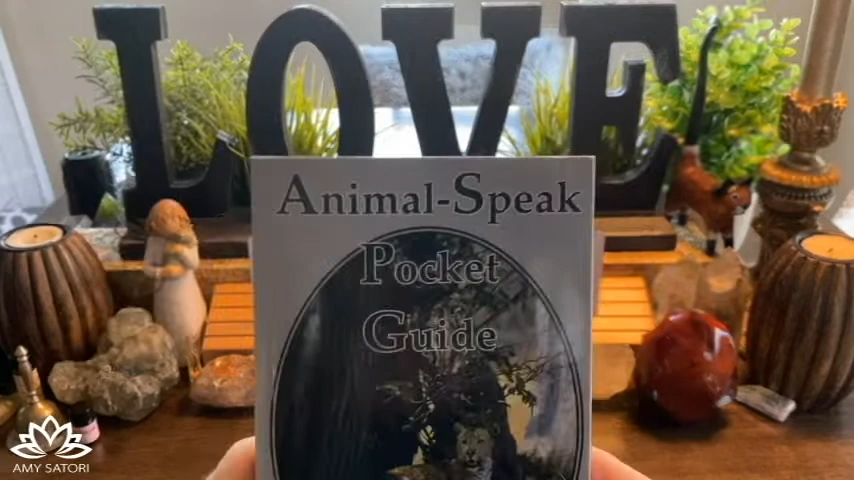 LOVE
Animal-Speak
Pocket
Guide
AMY SATORI